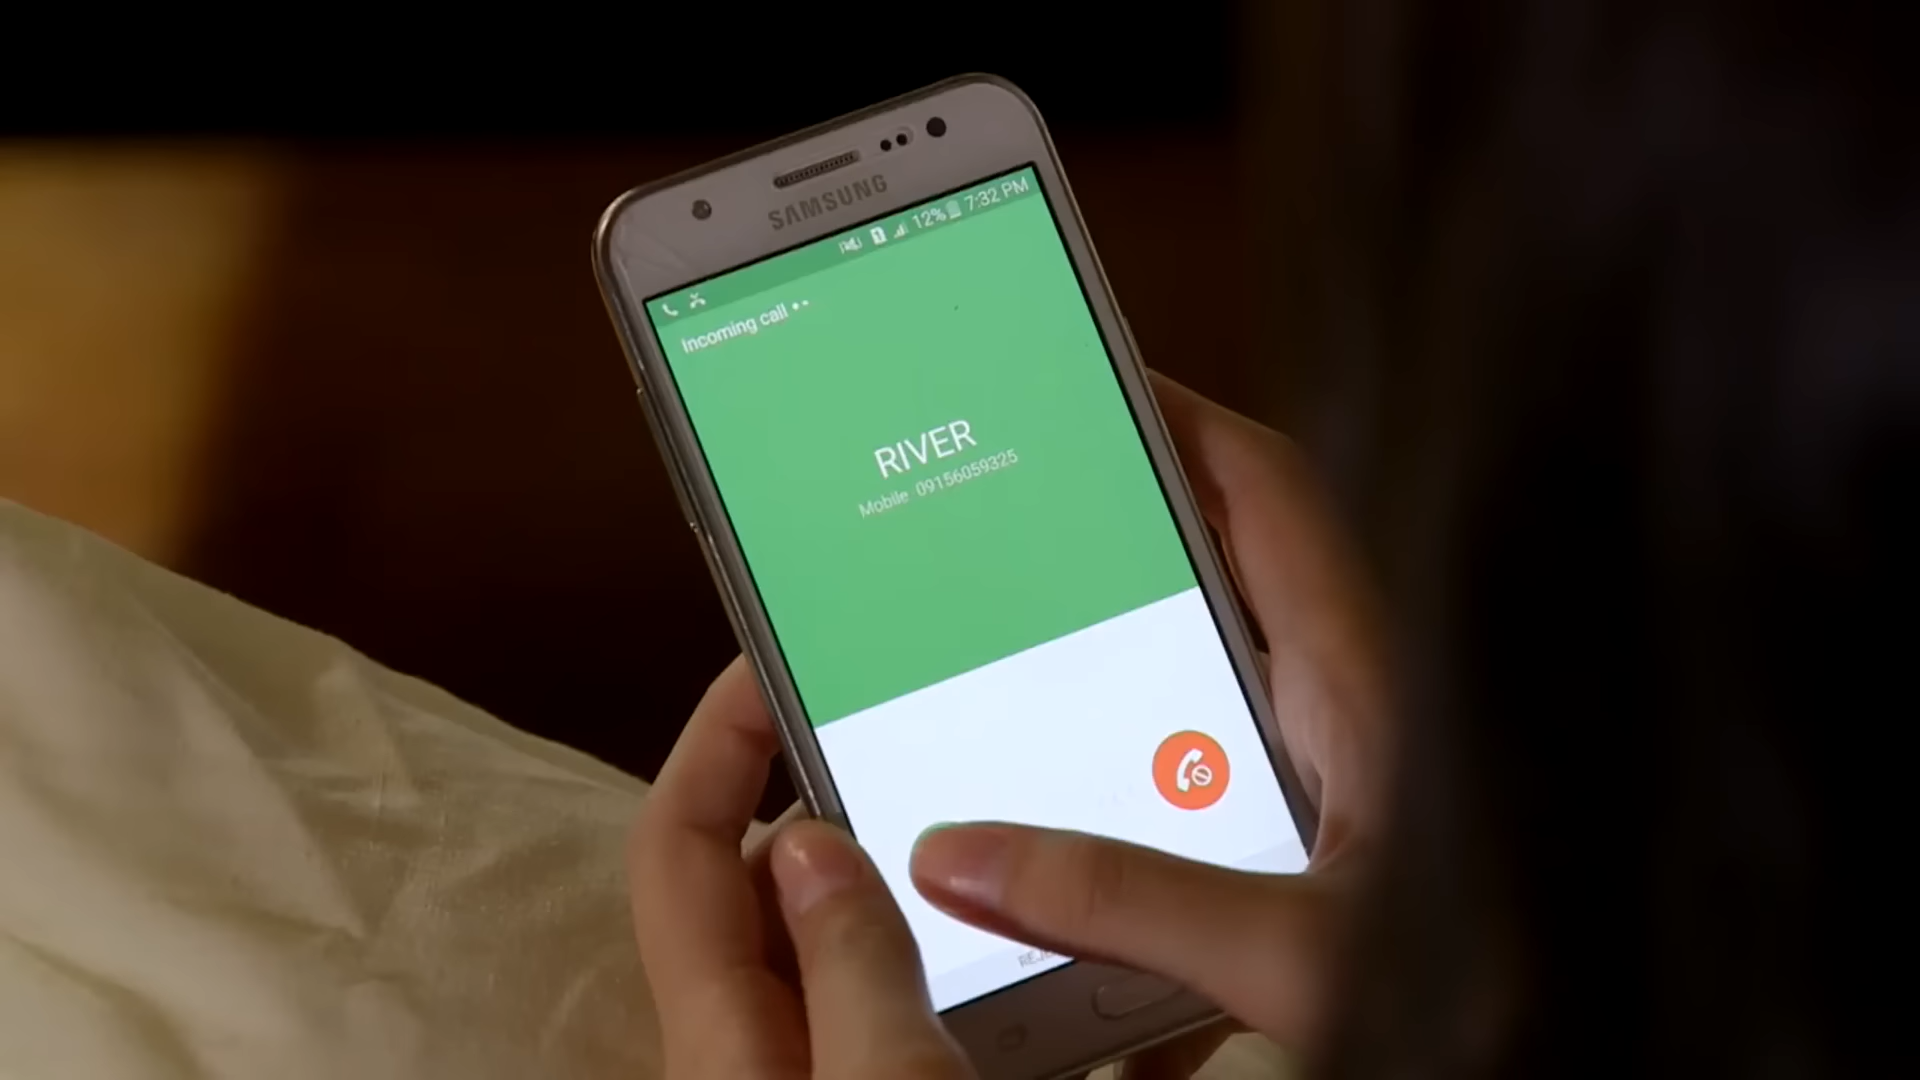 SAMSUNG
12% 7:32 PM
Incoming call
RIVER
Mobile 09156059325